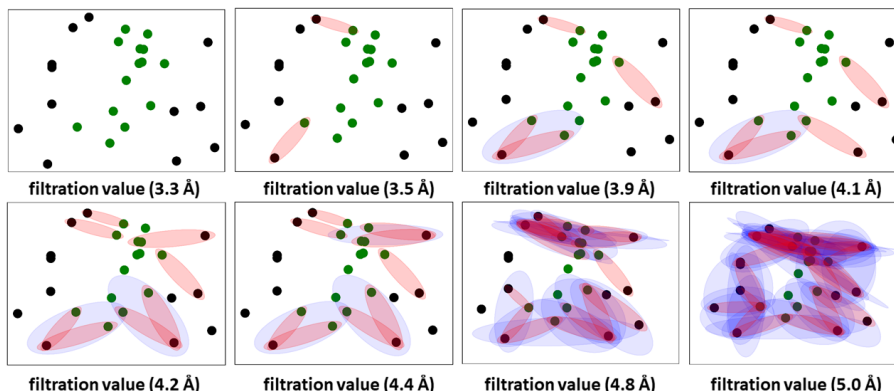 filtration value (3.3 Å)
filtration value (3.5 Å)
filtration value (3.9 Å)
filtration value (4.1 Å)
filtration value (4.2 Å)
filtration value (4.4 Å)
filtration value (4.8 Å)
filtration value (5.0 Å)